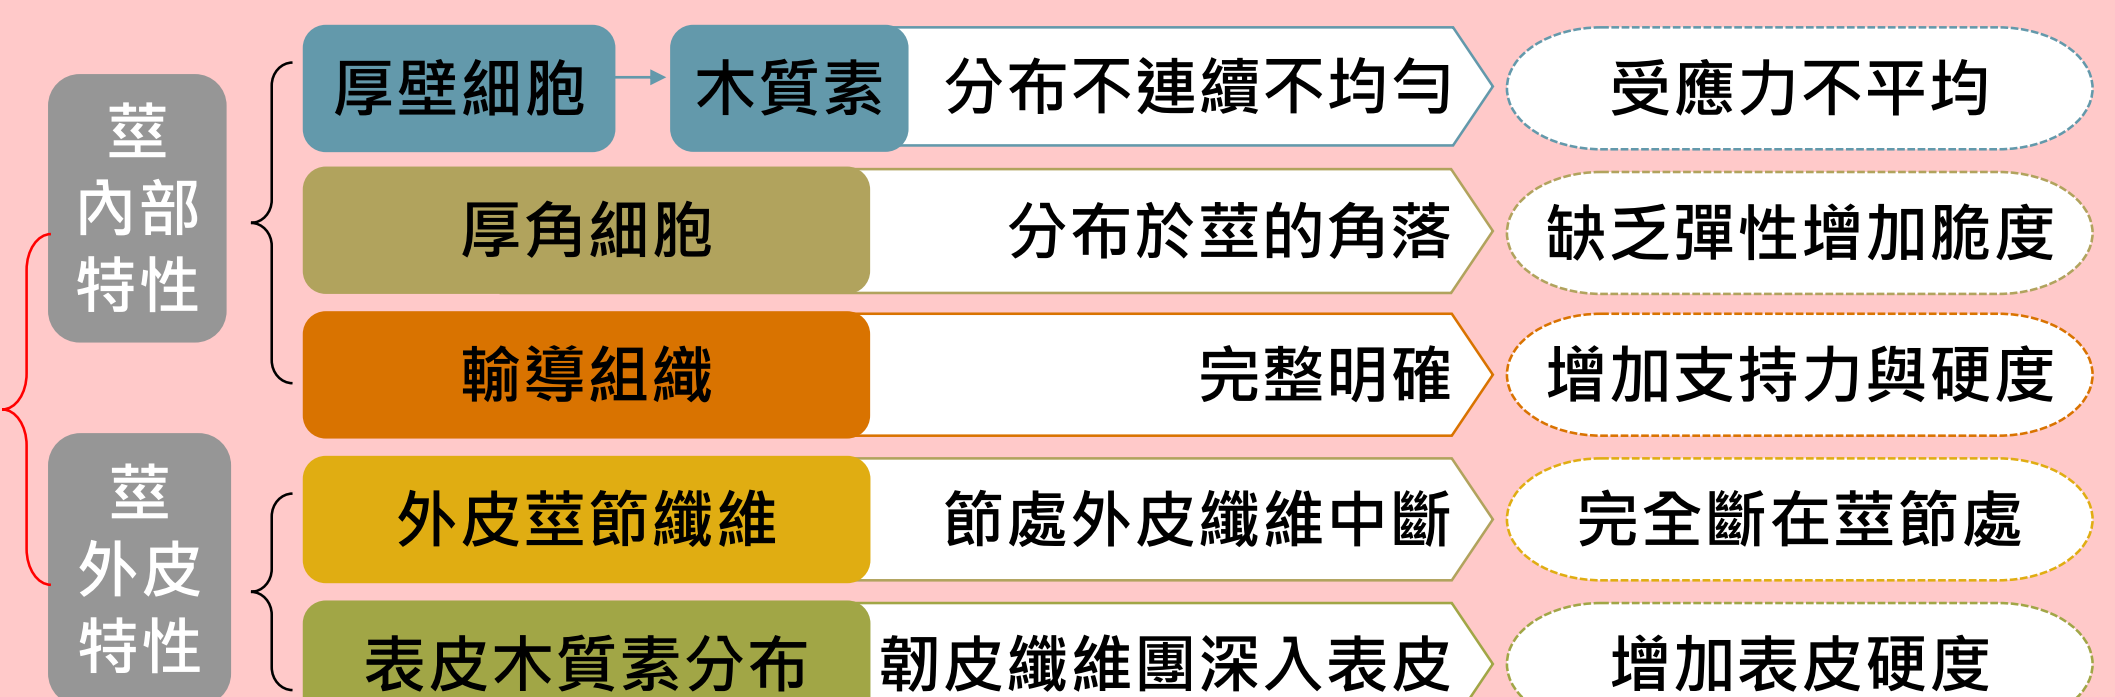 莖
內部
特性
厚壁細胞
木質素
分布不連續不均勻
受應力不平均
厚角細胞
分布於莖的角落
缺乏彈性增加脆度
輸導組織
完整明確
增加支持力與硬度
莖
外皮
特性
外皮莖節纖維
節處外皮纖維中斷
完全斷在莖節處
表皮木質素分布
韌皮纖維團深入表皮
增加表皮硬度